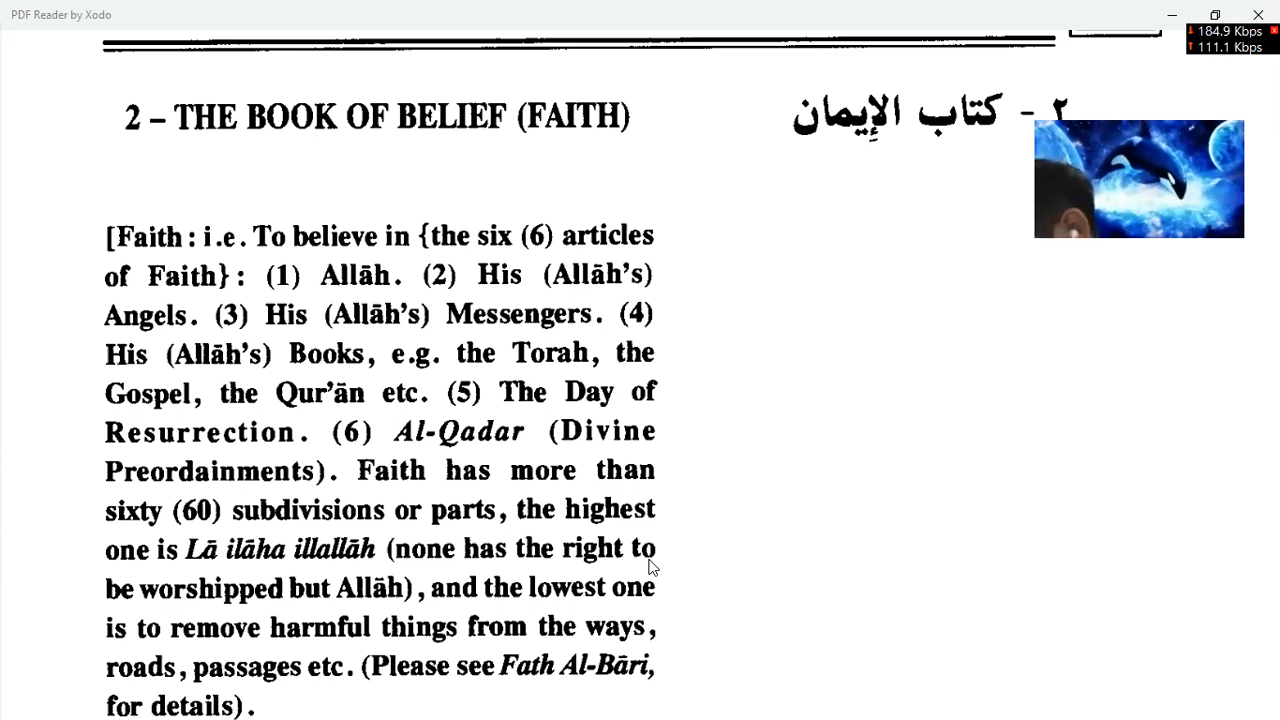 PDF Reader by Xodo
184.9 Kbps
111.1 Kbps
2 – THE BOOK OF BELIEF (FAITH)
٢ - كتاب الإِيمان
[Faith : i.e. To believe in {the six (6) articles
of Faith} : (1) Allāh. (2) His (Allāh’s)
Angels. (3) His (Allāh’s) Messengers. (4)
His (Allāh’s) Books, e.g. the Torah, the
Gospel, the Qur’ān etc. (5) The Day of
Resurrection. (6) Al-Qadar (Divine
Preordainments). Faith has more than
sixty (60) subdivisions or parts, the highest
one is Lā ilāha illallāh (none has the right to
be worshipped but Allāh), and the lowest one
is to remove harmful things from the ways,
roads, passages etc. (Please see Fath Al-Bāri,
for details).